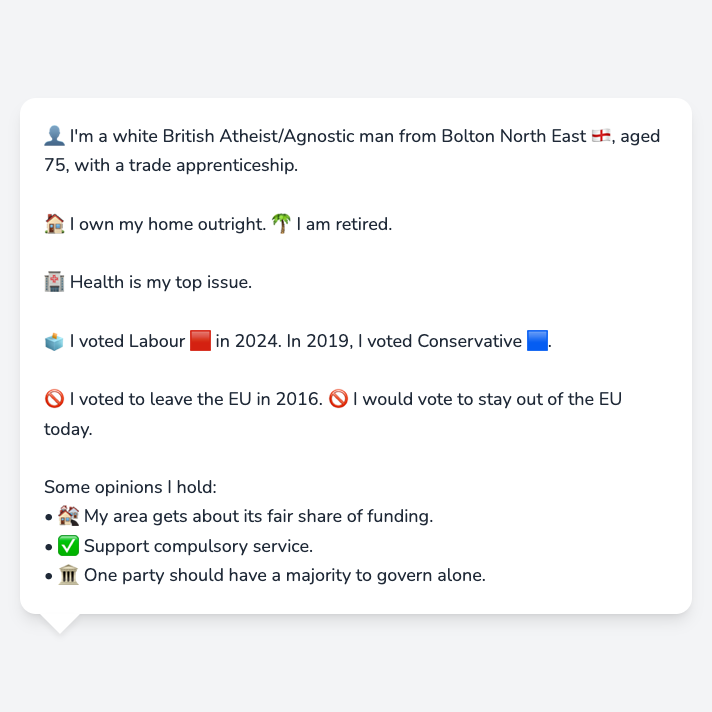 👤 I'm a white British Atheist/Agnostic man from Bolton North East 🏴󠁧󠁢󠁥󠁮󠁧󠁿, aged
75, with a trade apprenticeship.
🏠 I own my home outright. 🌴 I am retired.
🏥 Health is my top issue.
🗳️ I voted Labour 🟥 in 2024. In 2019, I voted Conservative 🟦.
🚫 I voted to leave the EU in 2016. 🚫 I would vote to stay out of the EU
today.
Some opinions I hold:
• 🏘️ My area gets about its fair share of funding.
• ✅ Support compulsory service.
• 🏛️ One party should have a majority to govern alone.